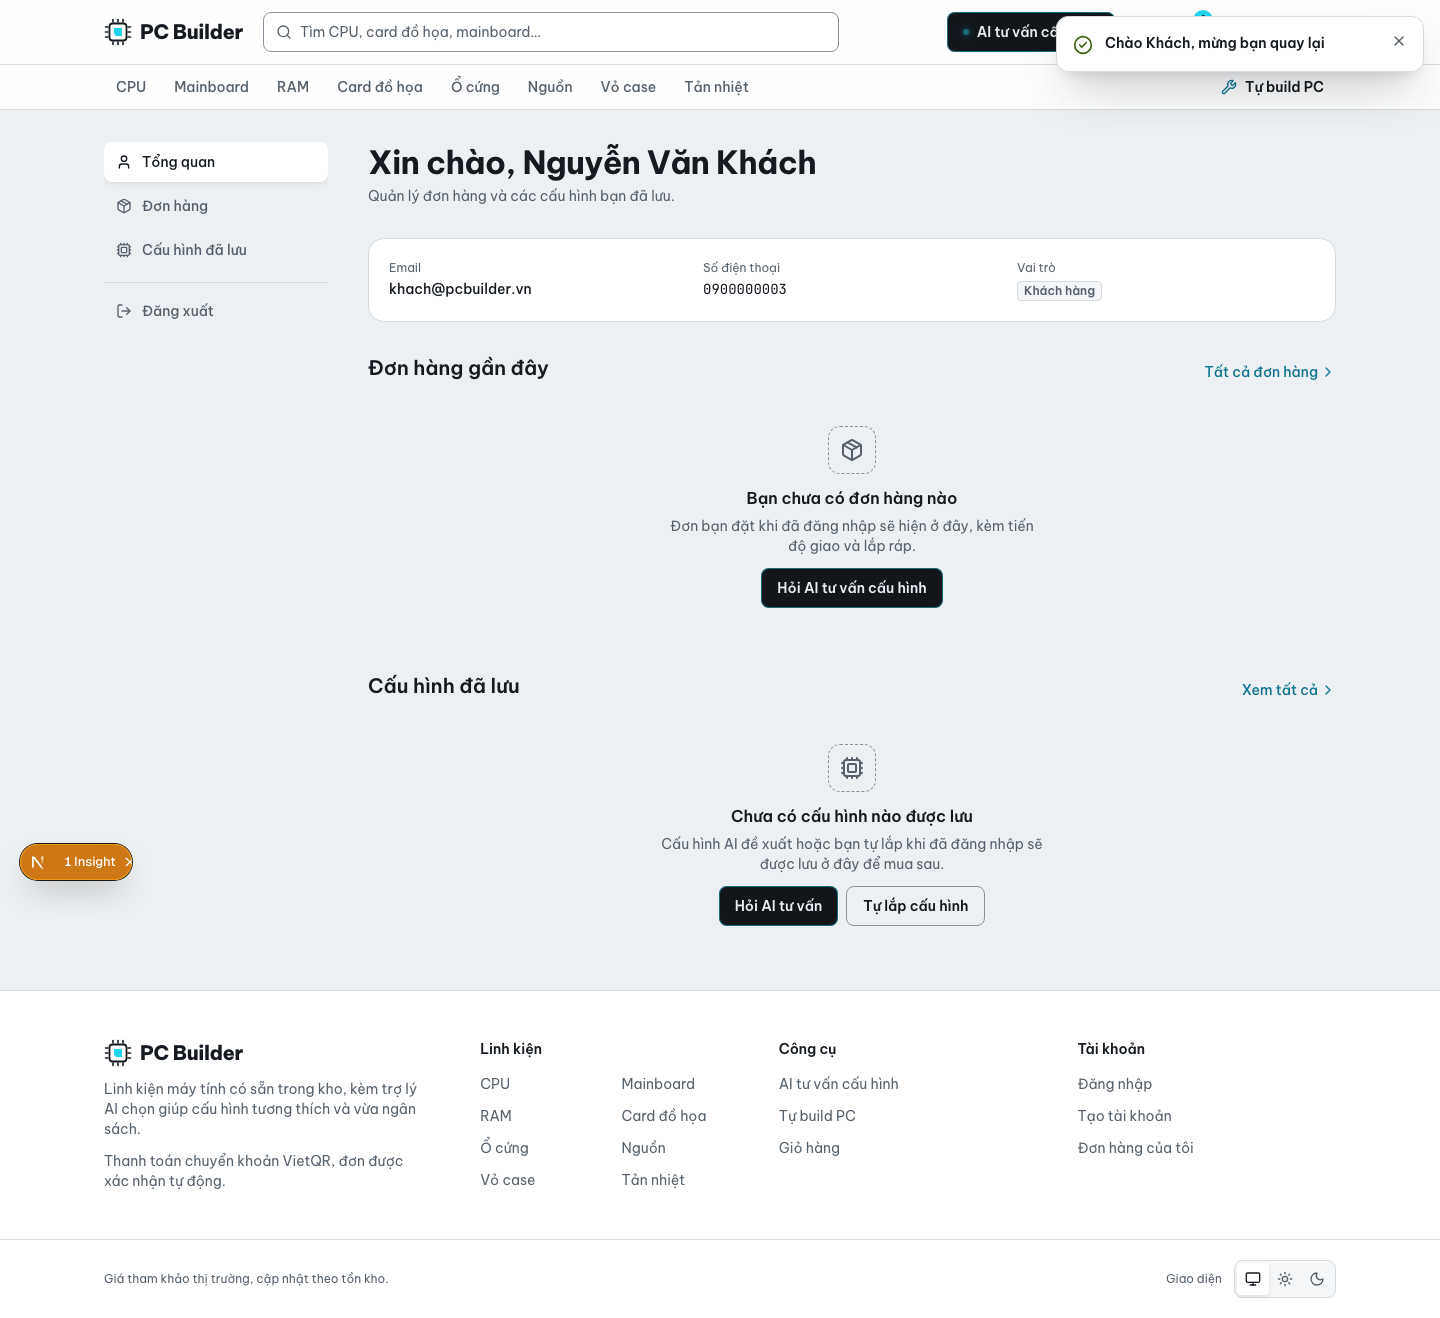 PC Builder
Tìm CPU, card đồ họa, mainboard…
AI tư vấn
Chào Khách, mừng bạn quay lại
CPU
Mainboard
RAM
Card đồ họa
Ổ cứng
Nguồn
Vỏ case
Tản nhiệt
Tự build PC
Tổng quan
Đơn hàng
Cấu hình đã lưu
Đăng xuất
Xin chào, Nguyễn Văn Khách
Quản lý đơn hàng và các cấu hình bạn đã lưu.
Email
khach@pcbuilder.vn
Số điện thoại
0900000003
Vai trò
Khách hàng
Đơn hàng gần đây
Tất cả đơn hàng
Bạn chưa có đơn hàng nào
Đơn bạn đặt khi đã đăng nhập sẽ hiện ở đây, kèm tiến
độ giao và lắp ráp.
Hỏi AI tư vấn cấu hình
Cấu hình đã lưu
Xem tất cả
Chưa có cấu hình nào được lưu
Cấu hình AI đề xuất hoặc bạn tự lắp khi đã đăng nhập sẽ
được lưu ở đây để mua sau.
Hỏi AI tư vấn
Tự lắp cấu hình
1 Insight
PC Builder
Linh kiện máy tính có sẵn trong kho, kèm trợ lý
AI chọn giúp cấu hình tương thích và vừa ngân
sách.
Thanh toán chuyển khoản VietQR, đơn được
xác nhận tự động.
Linh kiện
CPU
Mainboard
RAM
Card đồ họa
Ổ cứng
Nguồn
Vỏ case
Tản nhiệt
Công cụ
AI tư vấn cấu hình
Tự build PC
Giỏ hàng
Tài khoản
Đăng nhập
Tạo tài khoản
Đơn hàng của tôi
Giá tham khảo thị trường, cập nhật theo tồn kho.
Giao diện